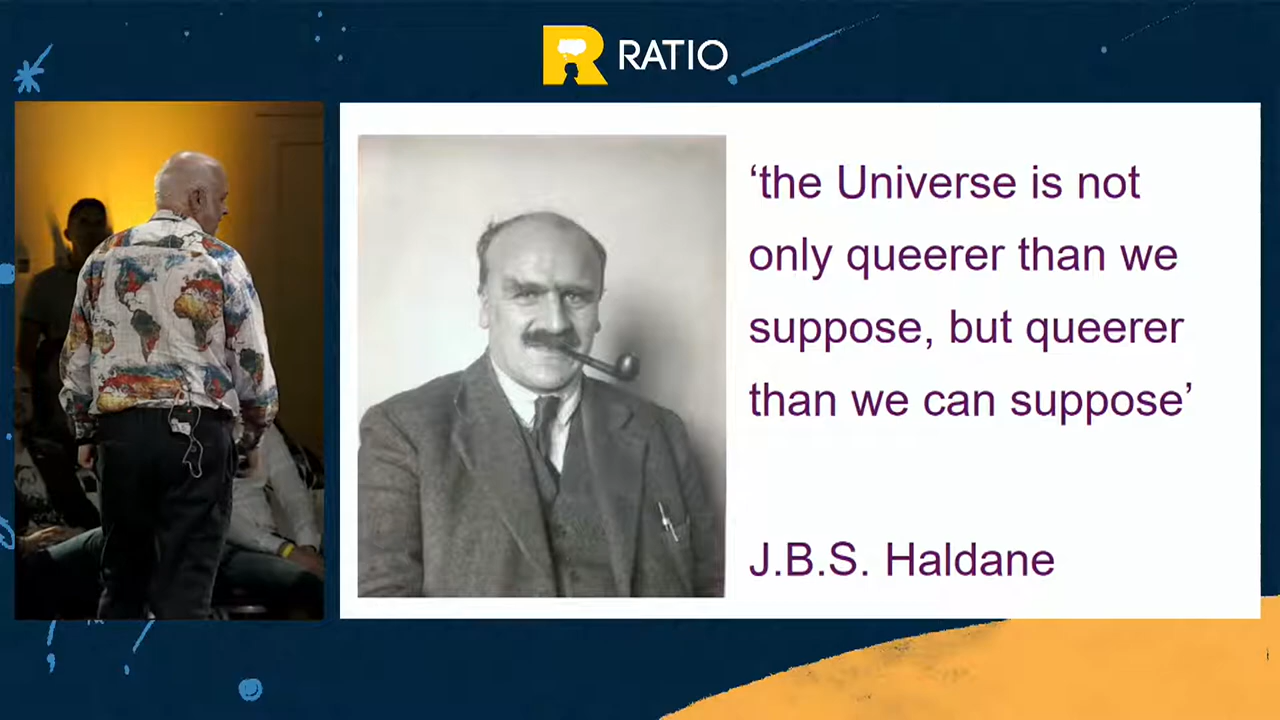 RATIO
‘the Universe is not
only queerer than we
suppose, but queerer
than we can suppose’
J.B.S. Haldane